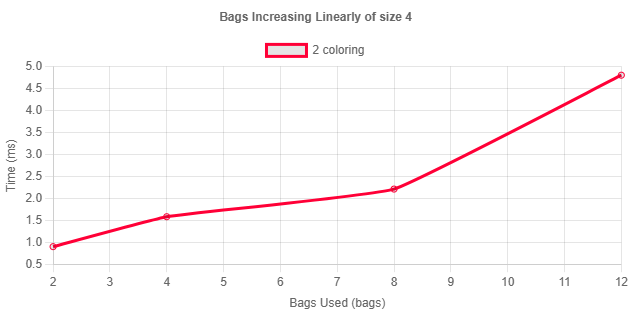 Bags Increasing Linearly of size 4
2 coloring
5.0
4.5
4.0
3.5
3.0
2.5
2.0
1.5
1.0
0.5
Time (ms)
2 3 4 5 6 7 8 9 10 11 12
Bags Used (bags)